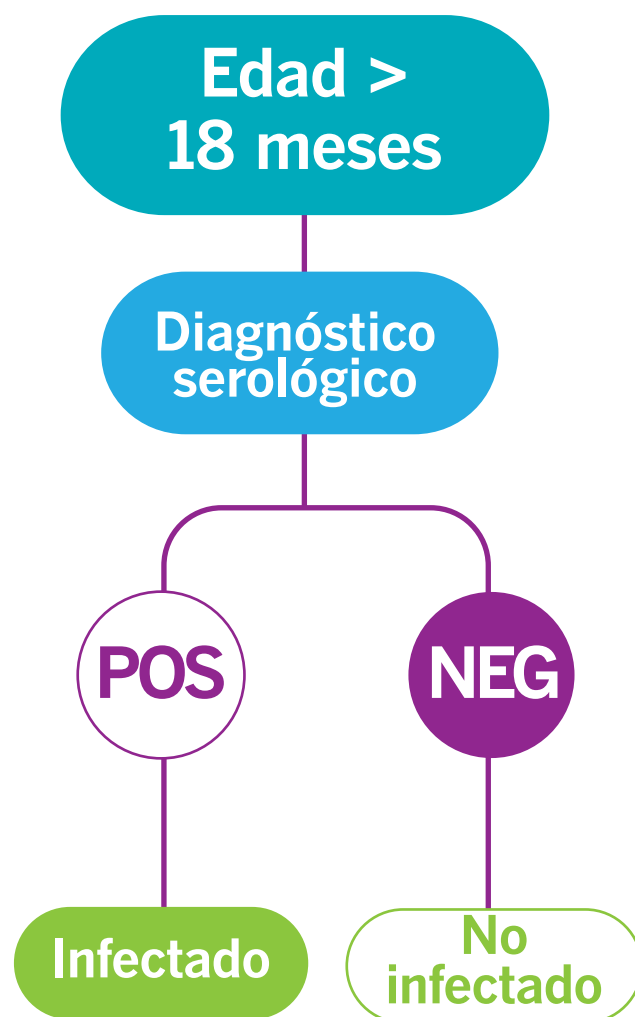 Edad >
18 meses
Diagnóstico
serológico
POS
NEG
Infectado
No
infectado